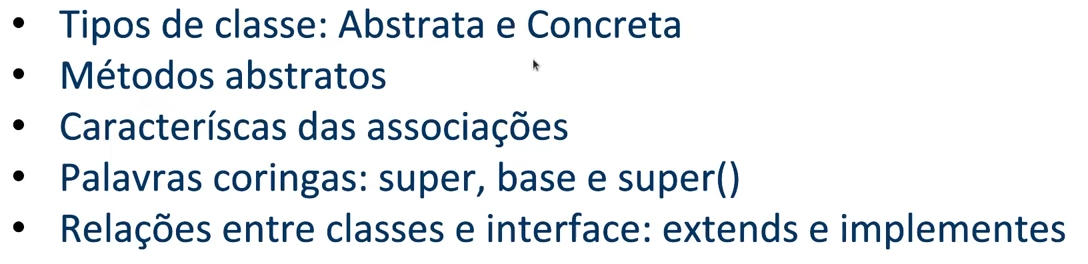 • Tipos de classe: Abstrata e Concreta
• Métodos abstratos
• Caracteríscas das associações
• Palavras coringas: super, base e super()
• Relações entre classes e interface: extends e implementes